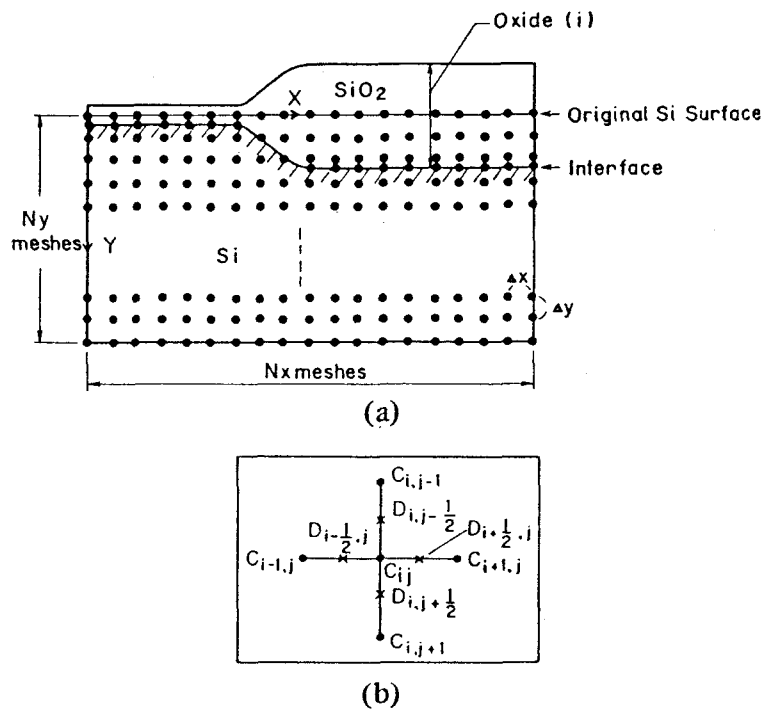 Oxide (i)
SiO2
X
Original Si Surface
Interface
Ny
meshes
Y
Si
Δx
Δy
Nx meshes
(a)
Ci,j-1
Di,j-1/2
Di-1/2,j
Di+1/2,j
Ci-1,j
Cij
Ci+1,j
Di,j+1/2
Ci,j+1
(b)